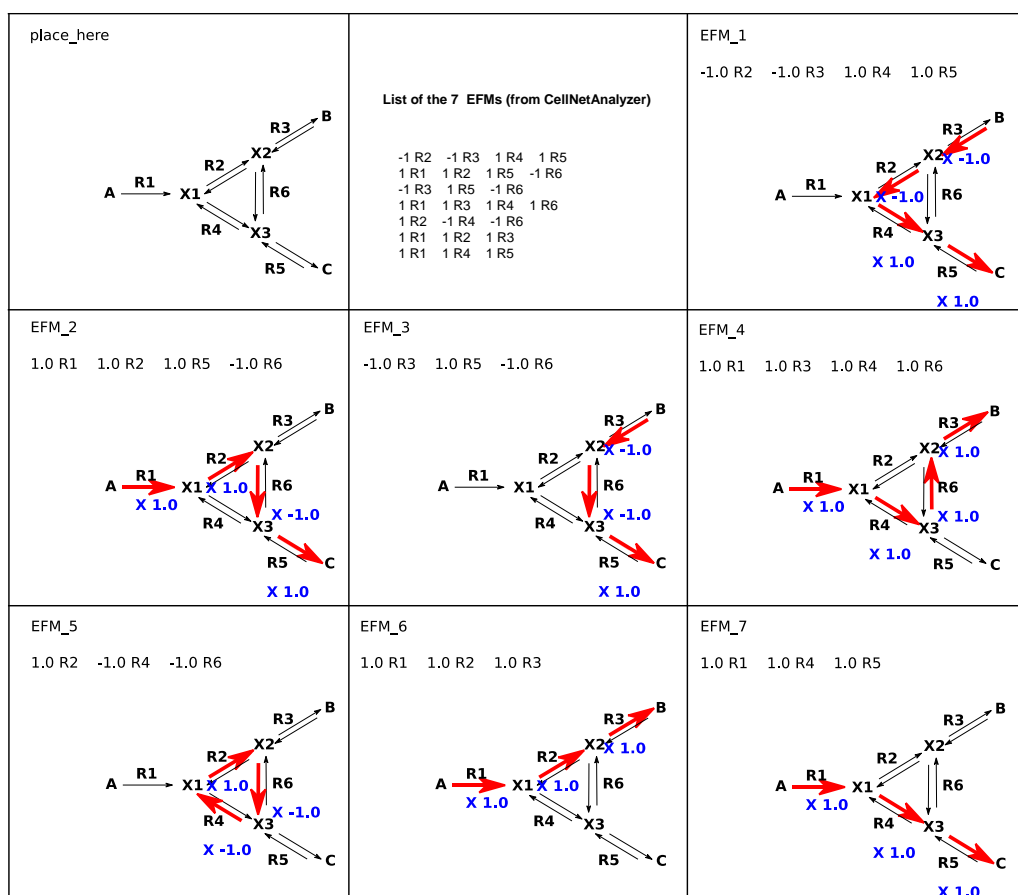 place_here
B
R3
X2
R2
A
R1
X1
R6
R4
X3
R5
C
List of the 7 EFMs (from CellNetAnalyzer)
-1 R2 -1 R3 1 R4 1 R5
1 R1 1 R2 1 R5 -1 R6
-1 R3 1 R5 -1 R6
1 R1 1 R3 1 R4 1 R6
1 R2 -1 R4 -1 R6
1 R1 1 R2 1 R3
1 R1 1 R4 1 R5
EFM_1
-1.0 R2 -1.0 R3 1.0 R4 1.0 R5
B
R3
X2
X -1.0
R2
A
R1
X1
X -1.0
R6
R4
X3
X 1.0
R5
C
X 1.0
EFM_2
1.0 R1 1.0 R2 1.0 R5 -1.0 R6
B
R3
X2
R2
R1
A
X1
X 1.0
R6
X 1.0
X -1.0
R4
X3
R5
C
X 1.0
EFM_3
-1.0 R3 1.0 R5 -1.0 R6
B
R3
X2
X -1.0
R2
R1
A
X1
R6
X -1.0
R4
X3
R5
C
X 1.0
EFM_4
1.0 R1 1.0 R3 1.0 R4 1.0 R6
B
R3
X2
X 1.0
R2
R1
A
X1
R6
X 1.0
X 1.0
R4
X3
X 1.0
R5
C
EFM_5
1.0 R2 -1.0 R4 -1.0 R6
B
R3
X2
R2
R1
A
X1
X 1.0
R6
X -1.0
R4
X3
X -1.0
R5
C
EFM_6
1.0 R1 1.0 R2 1.0 R3
B
R3
X2
X 1.0
R2
R1
A
X1
X 1.0
R6
X 1.0
R4
X3
R5
C
EFM_7
1.0 R1 1.0 R4 1.0 R5
B
R3
X2
R2
R1
A
X1
R6
X 1.0
R4
X3
X 1.0
R5
C
X 1.0